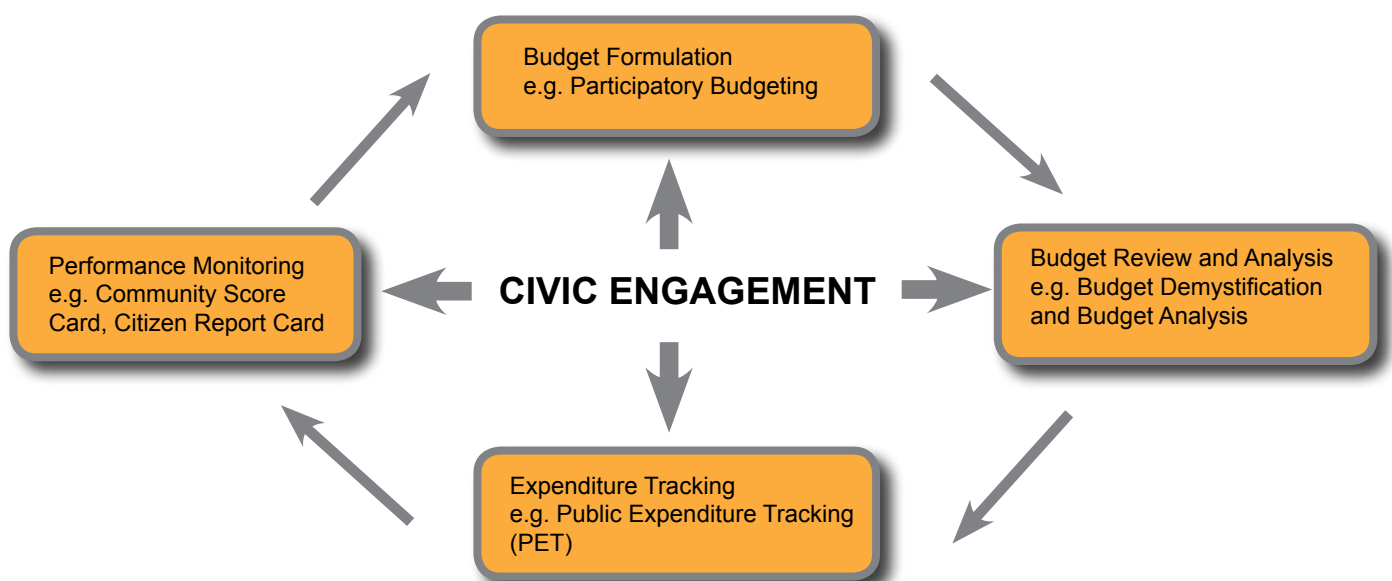 Budget Formulation
e.g. Participatory Budgeting
Performance Monitoring
e.g. Community Score
Card, Citizen Report Card
CIVIC ENGAGEMENT
Budget Review and Analysis
e.g. Budget Demystification
and Budget Analysis
Expenditure Tracking
e.g. Public Expenditure Tracking
(PET)